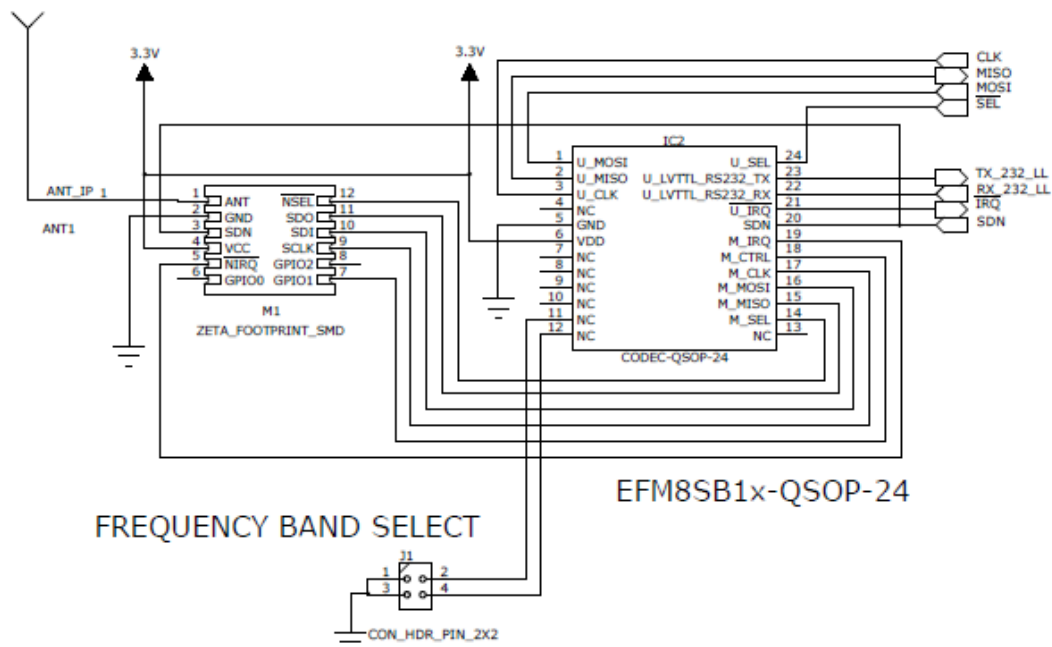 3.3V
3.3V
CLK
MISO
MOSI
SEL
IC2
1 U_MOSI U_SEL 24
2 U_MISO U_LVTTL_RS232_TX 23
3 U_CLK U_LVTTL_RS232_RX 22
4 NC U_IRQ 21
5 GND SDN 20
6 VDD M_IRQ 19
7 NC M_CTRL 18
8 NC M_CLK 17
9 NC M_MOSI 16
10 NC M_MISO 15
11 NC M_SEL 14
12 NC NC 13
CODEC-QSOP-24
TX_232_LL
RX_232_LL
IRQ
SDN
ANT_IP 1
ANT1
1 ANT NSEL 12
2 GND SDO 11
3 SDN SDI 10
4 VCC SCLK 9
5 NIRQ GPIO2 8
6 GPIO0 GPIO1 7
M1
ZETA_FOOTPRINT_SMD
EFM8SB1x-QSOP-24
FREQUENCY BAND SELECT
J1
1 2
3 4
CON_HDR_PIN_2X2